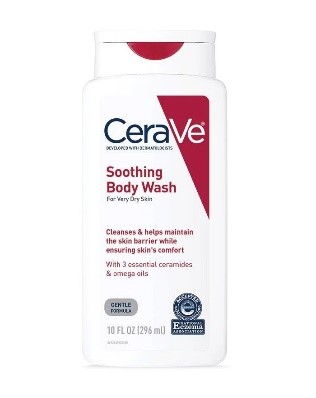 CeraVe
DEVELOPED WITH DERMATOLOGISTS
Soothing
Body Wash
For Very Dry Skin
Cleanses & helps maintain
the skin barrier while
ensuring skin's comfort
With 3 essential ceramides
& omega oils
GENTLE
FORMULA
ACCEPTED
NATIONAL
Eczema
ASSOCIATION
10 FL OZ (296 ml)